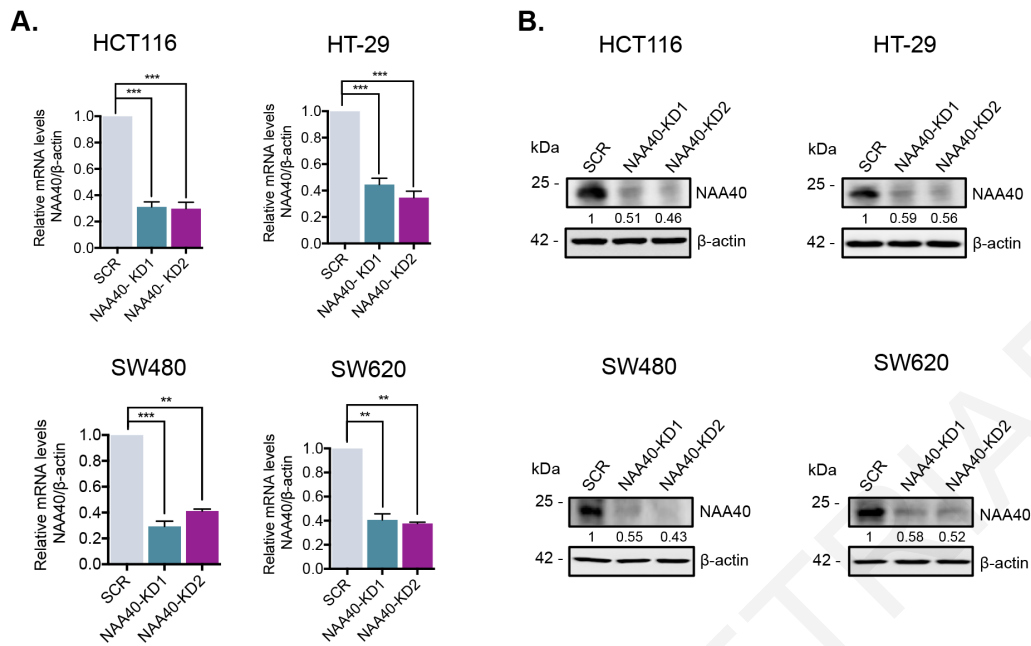 A.
HCT116
Relative mRNA levels
NAA40/β-actin
1.0
0.8
0.6
0.4
0.2
0.0
***
***
SCR
NAA40- KD1
NAA40- KD2
HT-29
Relative mRNA levels
NAA40/β-actin
1.0
0.8
0.6
0.4
0.2
0.0
***
***
SCR
NAA40- KD1
NAA40- KD2
SW480
Relative mRNA levels
NAA40/β-actin
1.0
0.8
0.6
0.4
0.2
0.0
**
***
SCR
NAA40-KD1
NAA40-KD2
SW620
Relative mRNA levels
NAA40/β-actin
1.0
0.8
0.6
0.4
0.2
0.0
**
**
SCR
NAA40-KD1
NAA40-KD2
B.
HCT116
kDa
SCR
NAA40-KD1
NAA40-KD2
25 -
NAA40
1 0.51 0.46
42 -
β-actin
HT-29
kDa
SCR
NAA40-KD1
NAA40-KD2
25 -
NAA40
1 0.59 0.56
42 -
β-actin
SW480
kDa
SCR
NAA40-KD1
NAA40-KD2
25 -
NAA40
1 0.55 0.43
42 -
β-actin
SW620
kDa
SCR
NAA40-KD1
NAA40-KD2
25 -
NAA40
1 0.58 0.52
42 -
β-actin